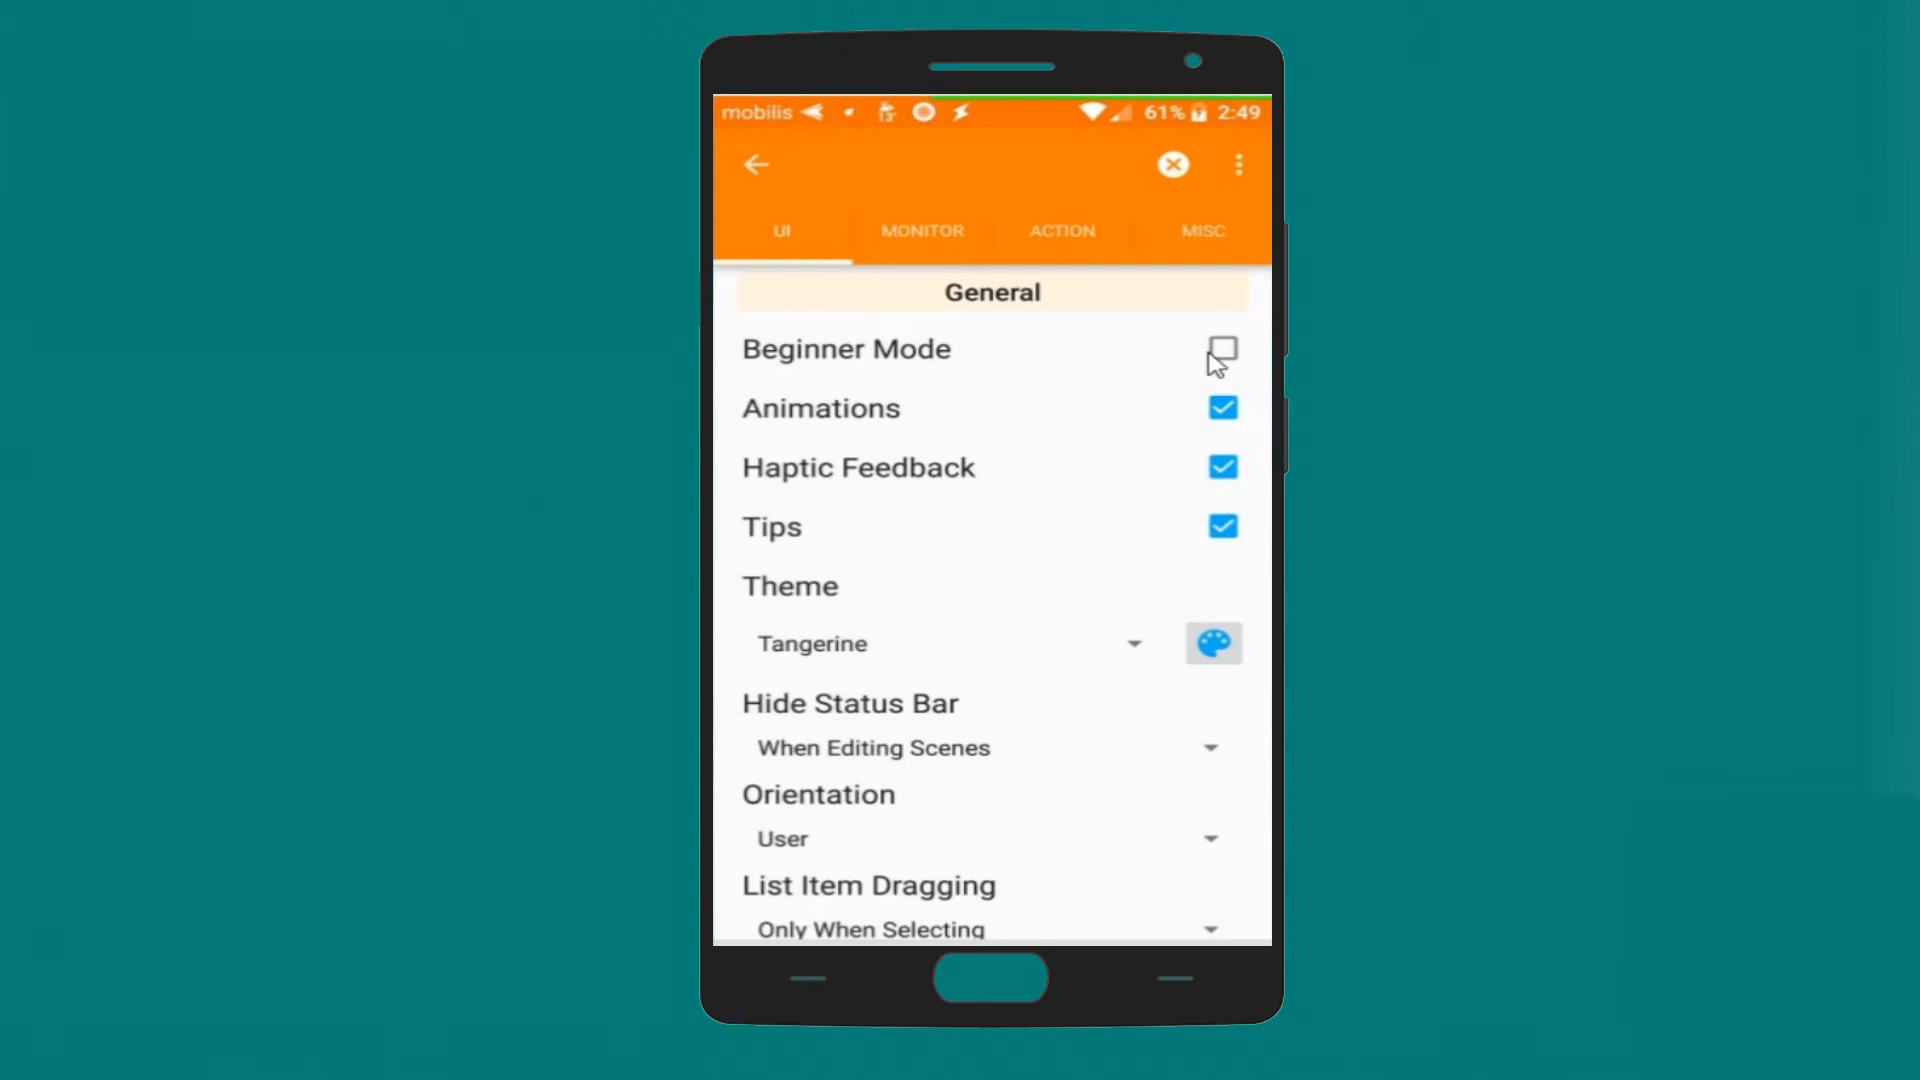 mobilis 13° 61% 2:49
UI MONITOR ACTION MISC
General
Beginner Mode
Animations
Haptic Feedback
Tips
Theme
Tangerine
Hide Status Bar
When Editing Scenes
Orientation
User
List Item Dragging
Only When Selecting